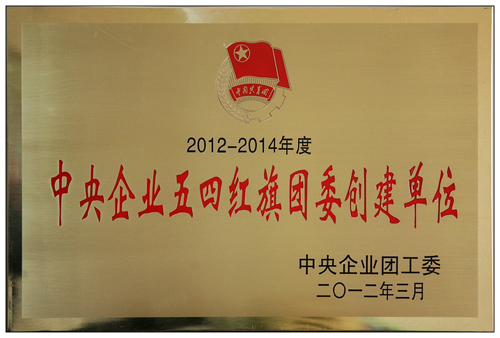 中国共青团
2012-2014年度
中央企业五四红旗团委创建单位
中央企业团工委
二〇一二年三月